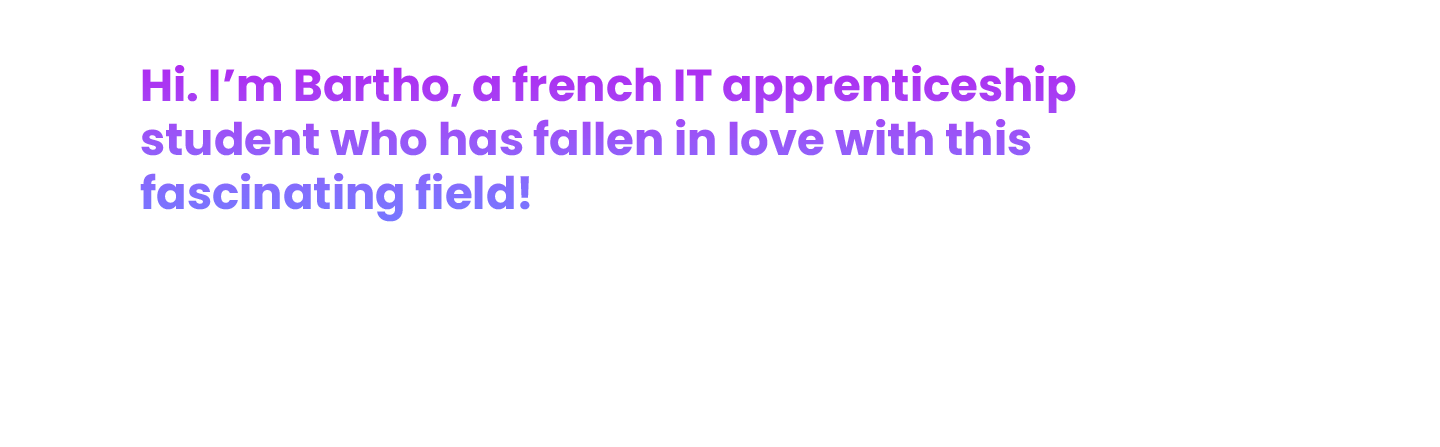 Hi. I’m Bartho, a french IT apprenticeship
student who has fallen in love with this
fascinating field!